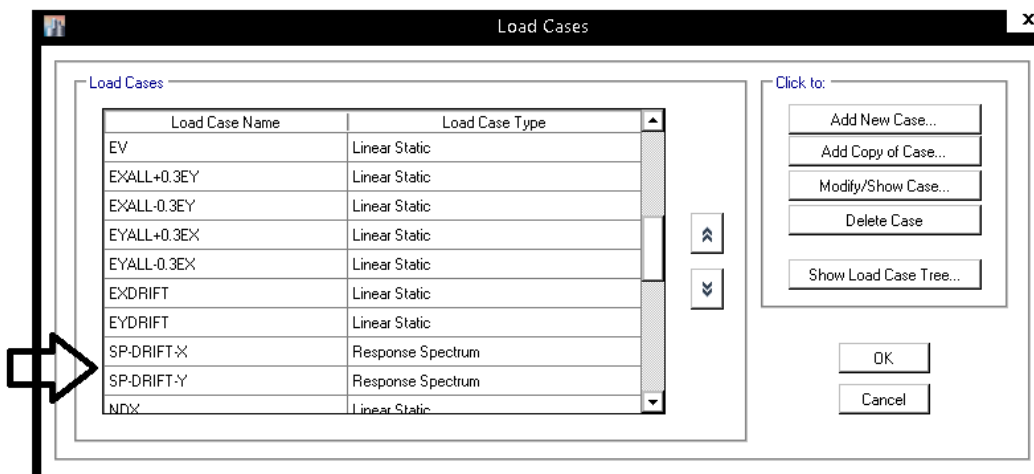 Load Cases
x
Load Cases
Load Case Name Load Case Type
EV Linear Static
EXALL+0.3EY Linear Static
EXALL-0.3EY Linear Static
EYALL+0.3EX Linear Static
EYALL-0.3EX Linear Static
EXDRIFT Linear Static
EYDRIFT Linear Static
SP-DRIFT-X Response Spectrum
SP-DRIFT-Y Response Spectrum
NDX Linear Static
Click to:
Add New Case...
Add Copy of Case...
Modify/Show Case...
Delete Case
Show Load Case Tree...
OK
Cancel